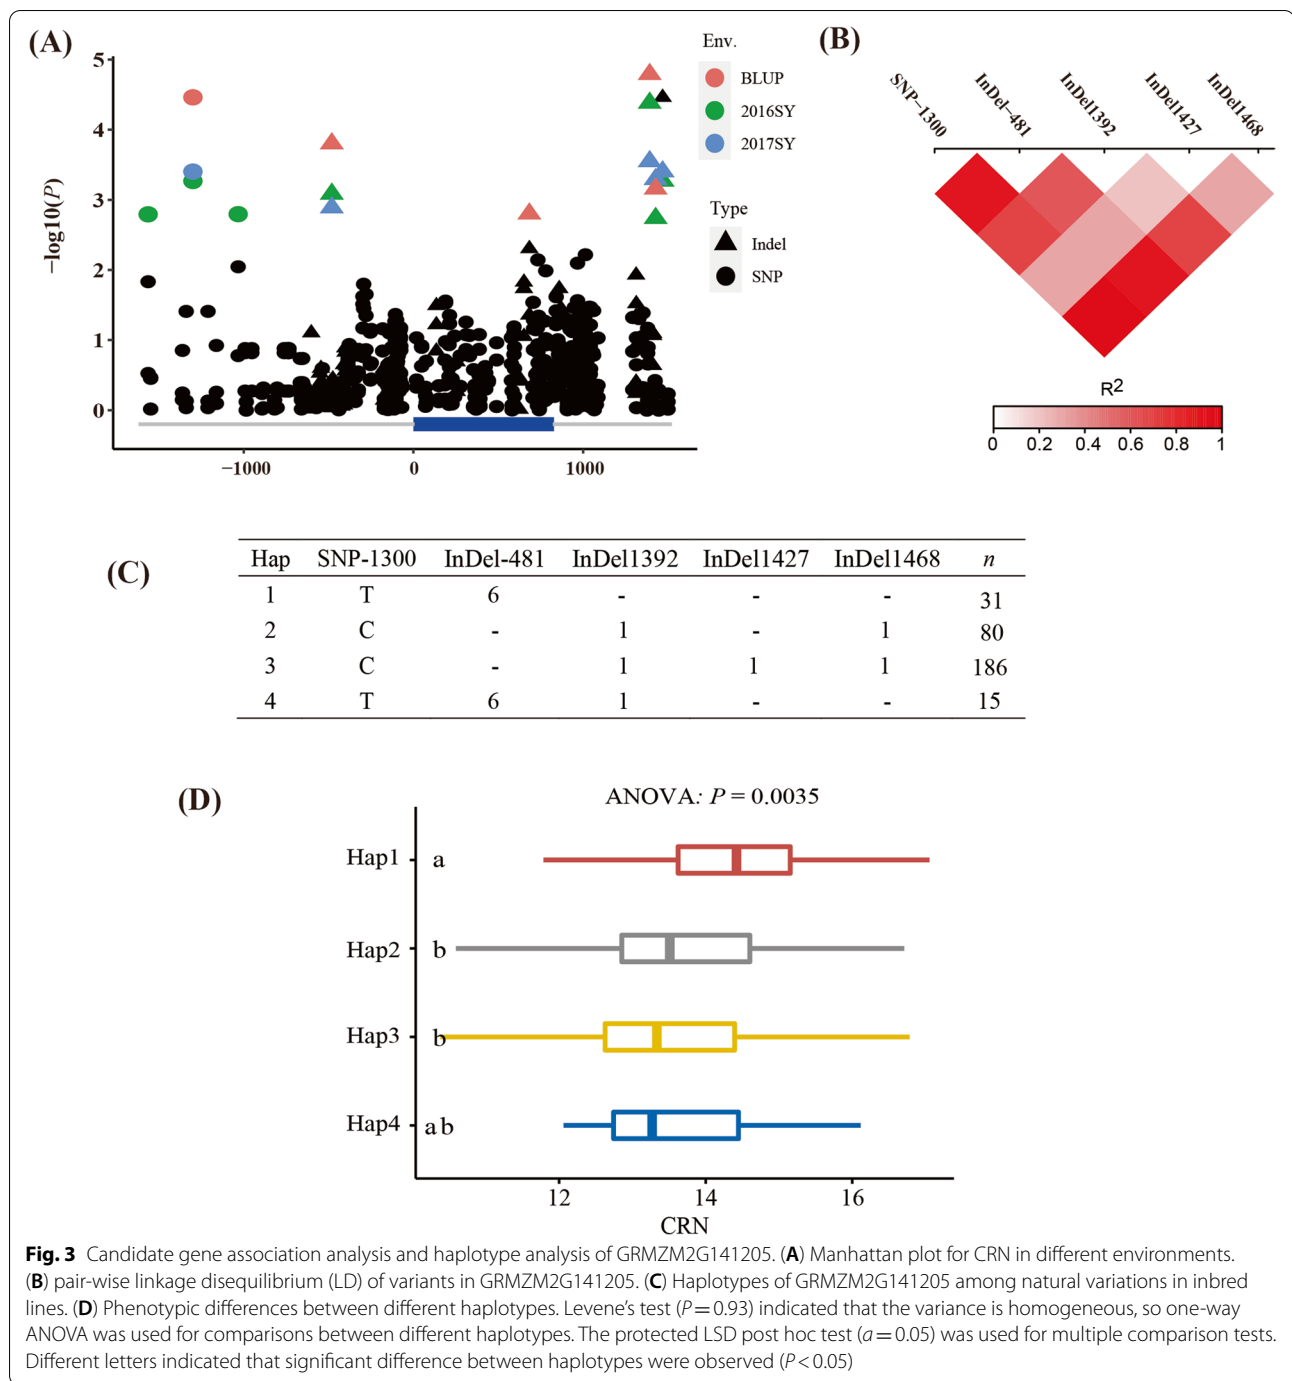 (A)
5
4
3
2
1
0
−log10(P)
−1000
0
1000
Env.
BLUP
2016SY
2017SY
Type
Indel
SNP
(B)
SNP−1300
InDel−481
InDel1392
InDel1427
InDel1468
R2
0 0.2 0.4 0.6 0.8 1
(C)
Hap SNP-1300 InDel-481 InDel1392 InDel1427 InDel1468 n
1 T 6 - - - 31
2 C - 1 - 1 80
3 C - 1 1 1 186
4 T 6 1 - - 15
(D)
ANOVA: P = 0.0035
Hap1 a
Hap2 b
Hap3 b
Hap4 ab
12 14 16
CRN
Fig. 3 Candidate gene association analysis and haplotype analysis of GRMZM2G141205. (A) Manhattan plot for CRN in different environments.
(B) pair-wise linkage disequilibrium (LD) of variants in GRMZM2G141205. (C) Haplotypes of GRMZM2G141205 among natural variations in inbred
lines. (D) Phenotypic differences between different haplotypes. Levene's test (P = 0.93) indicated that the variance is homogeneous, so one-way
ANOVA was used for comparisons between different haplotypes. The protected LSD post hoc test (a = 0.05) was used for multiple comparison tests.
Different letters indicated that significant difference between haplotypes were observed (P < 0.05)